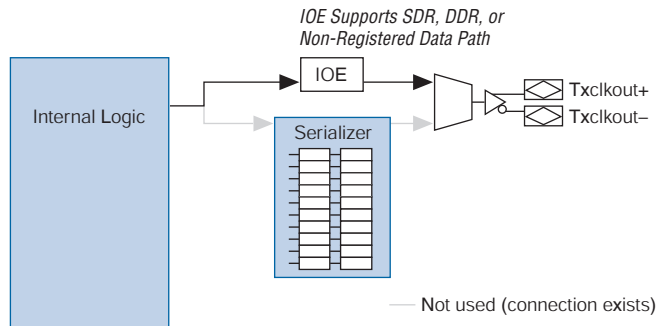 IOE Supports SDR, DDR, or
Non-Registered Data Path
IOE
Internal Logic
Txclkout+
Txclkout–
Serializer
Not used (connection exists)